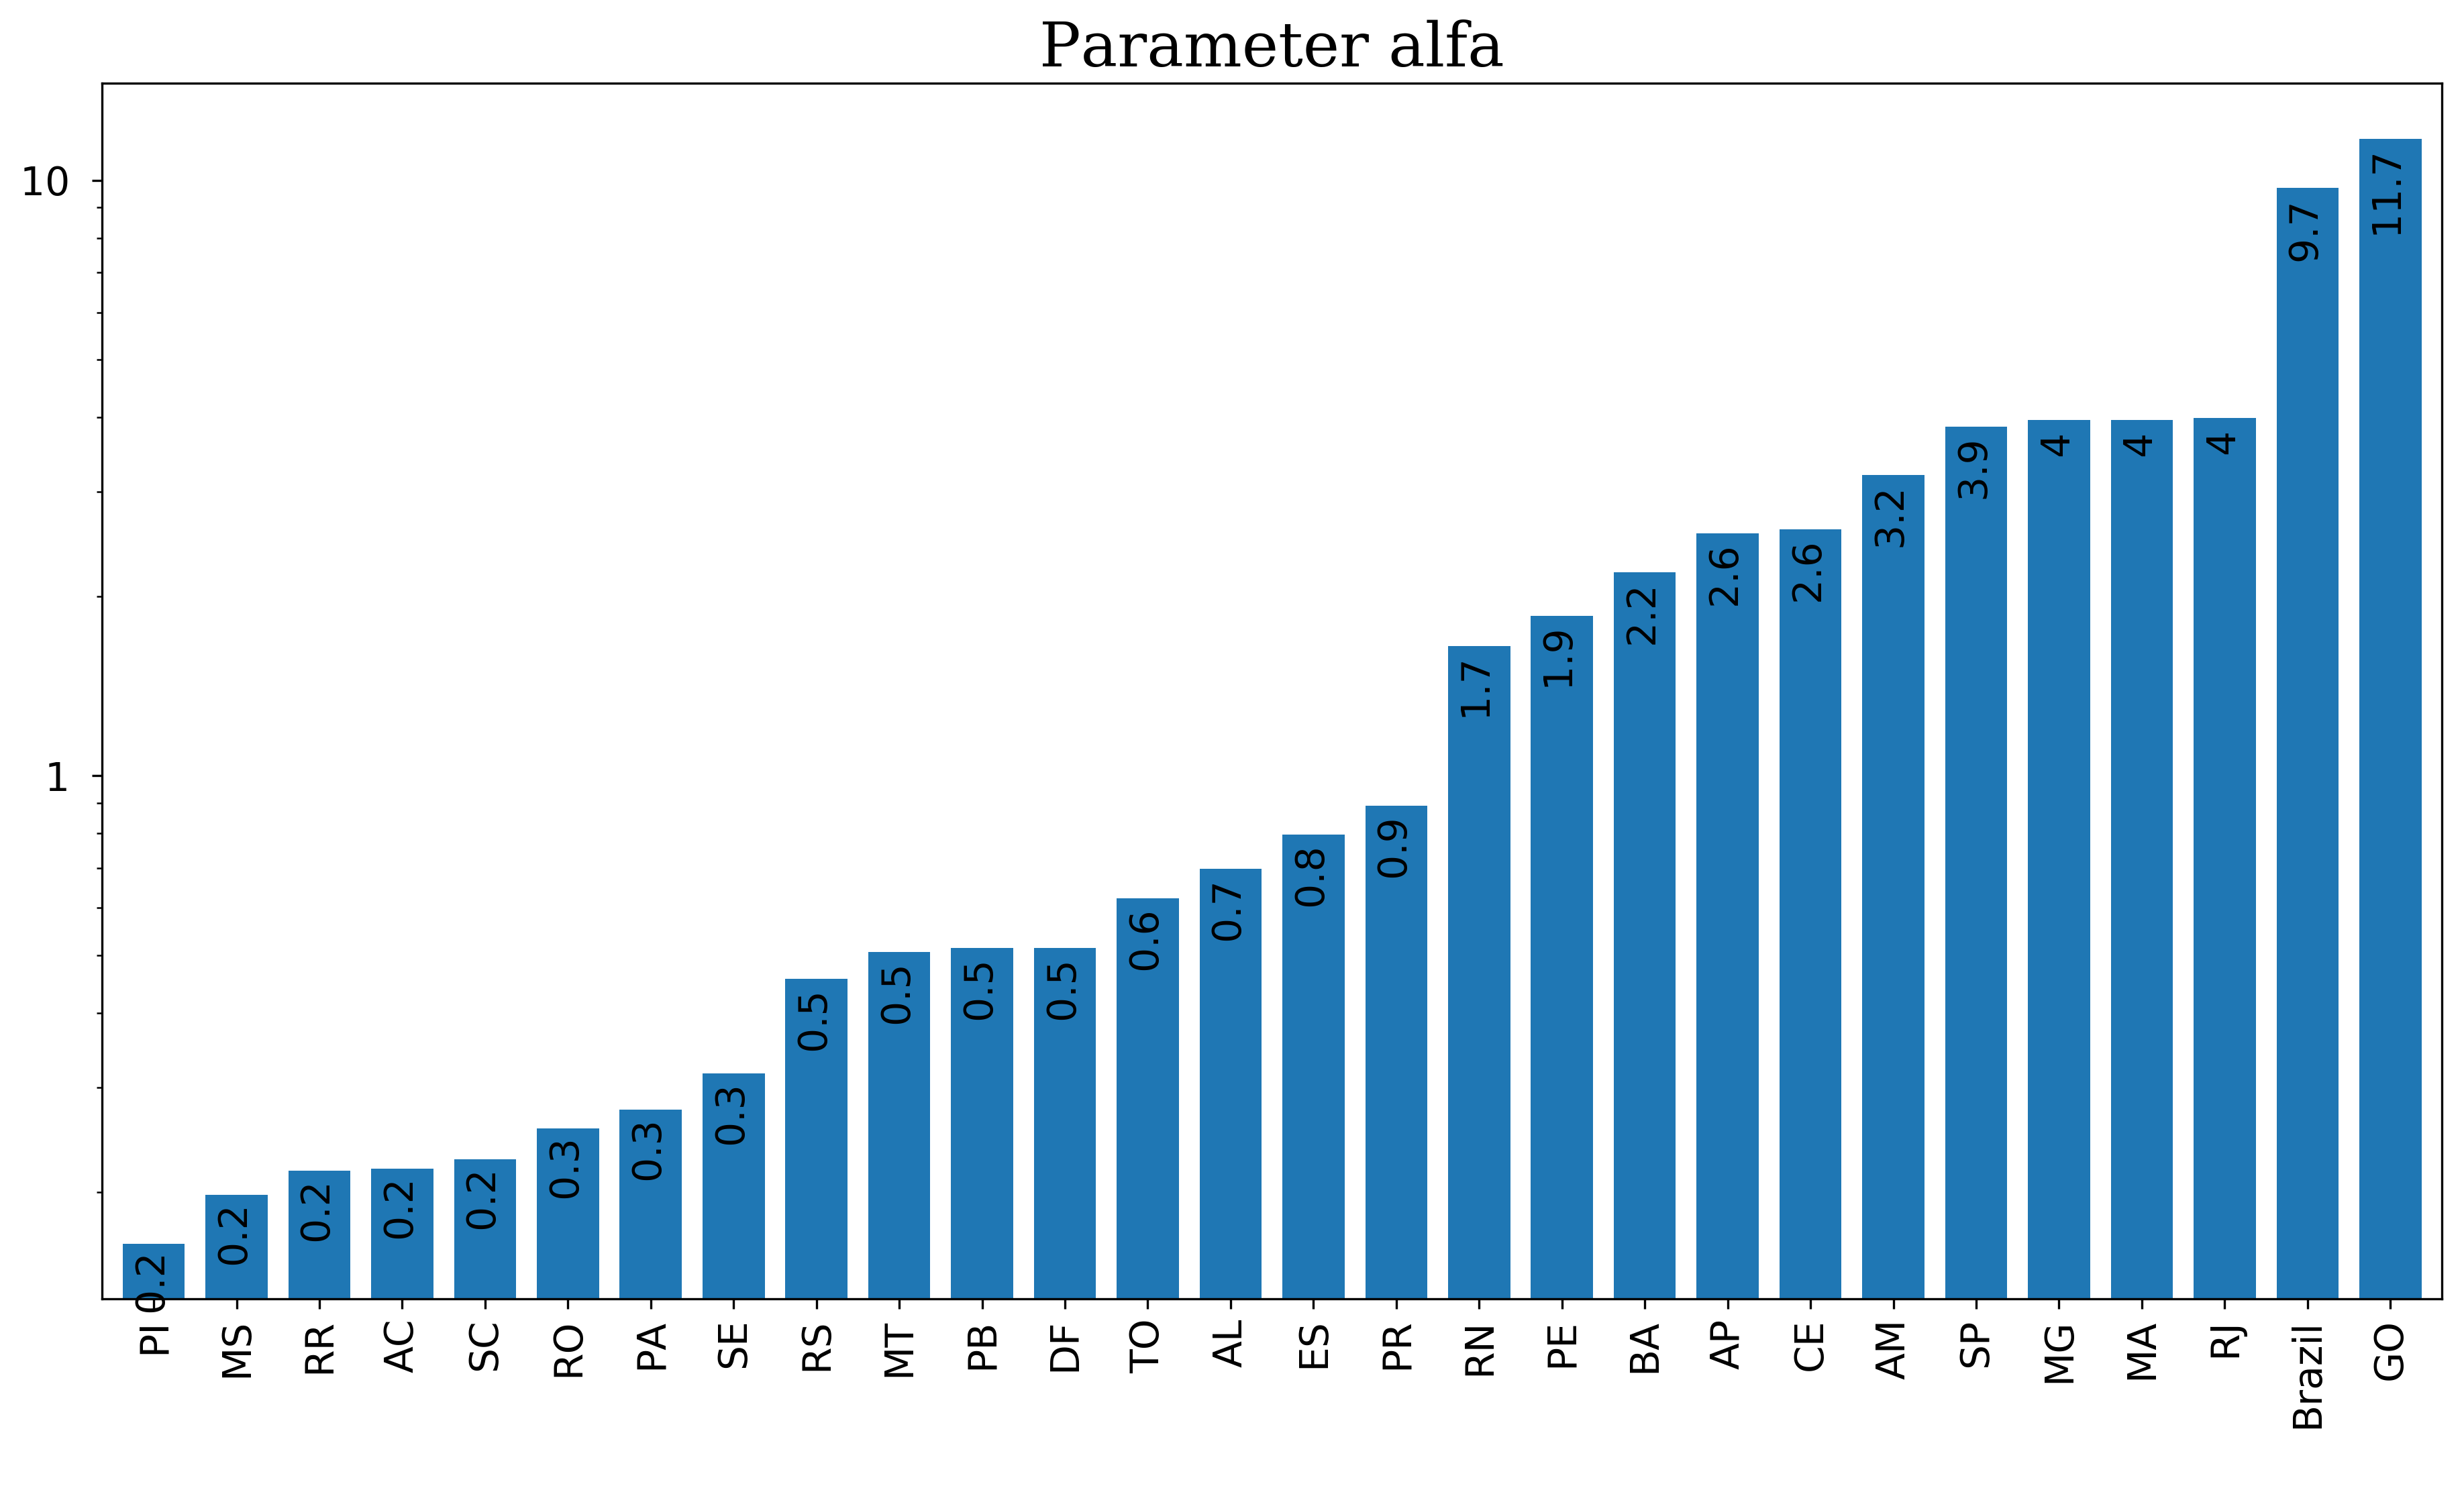 Parameter alfa
10
1
0.2
0.2
0.2
0.2
0.2
0.3
0.3
0.3
0.5
0.5
0.5
0.5
0.6
0.7
0.8
0.9
1.7
1.9
2.2
2.6
2.6
3.2
3.9
4
4
4
9.7
11.7
PI
MS
RR
AC
SC
RO
PA
SE
RS
MT
PB
DF
TO
AL
ES
PR
RN
PE
BA
AP
CE
AM
SP
MG
MA
RJ
Brazil
GO